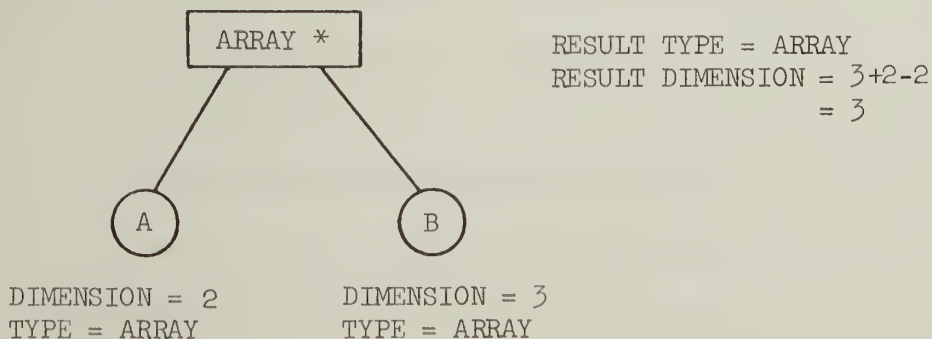 ARRAY *
RESULT TYPE = ARRAY
RESULT DIMENSION = 3+2-2
= 3
A
B
DIMENSION = 2
TYPE = ARRAY
DIMENSION = 3
TYPE = ARRAY